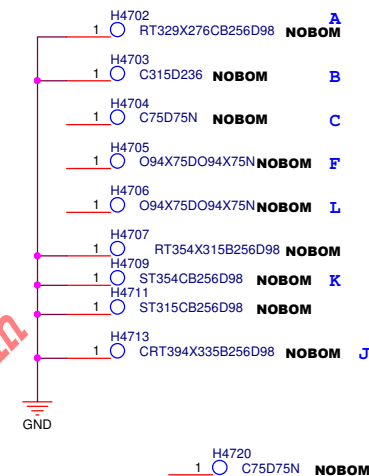 H4702 A
1 RT329X276CB256D98 NOBOM
H4703
1 C315D236 NOBOM B
H4704
1 C75D75N NOBOM C
H4705
1 O94X75DO94X75N NOBOM F
H4706
1 O94X75DO94X75N NOBOM L
H4707
1 RT354X315B256D98 NOBOM
H4709
1 ST354CB256D98 NOBOM K
H4711
1 ST315CB256D98 NOBOM
H4713
1 CRT394X335B256D98 NOBOM J
GND
H4720
1 C75D75N NOBOM